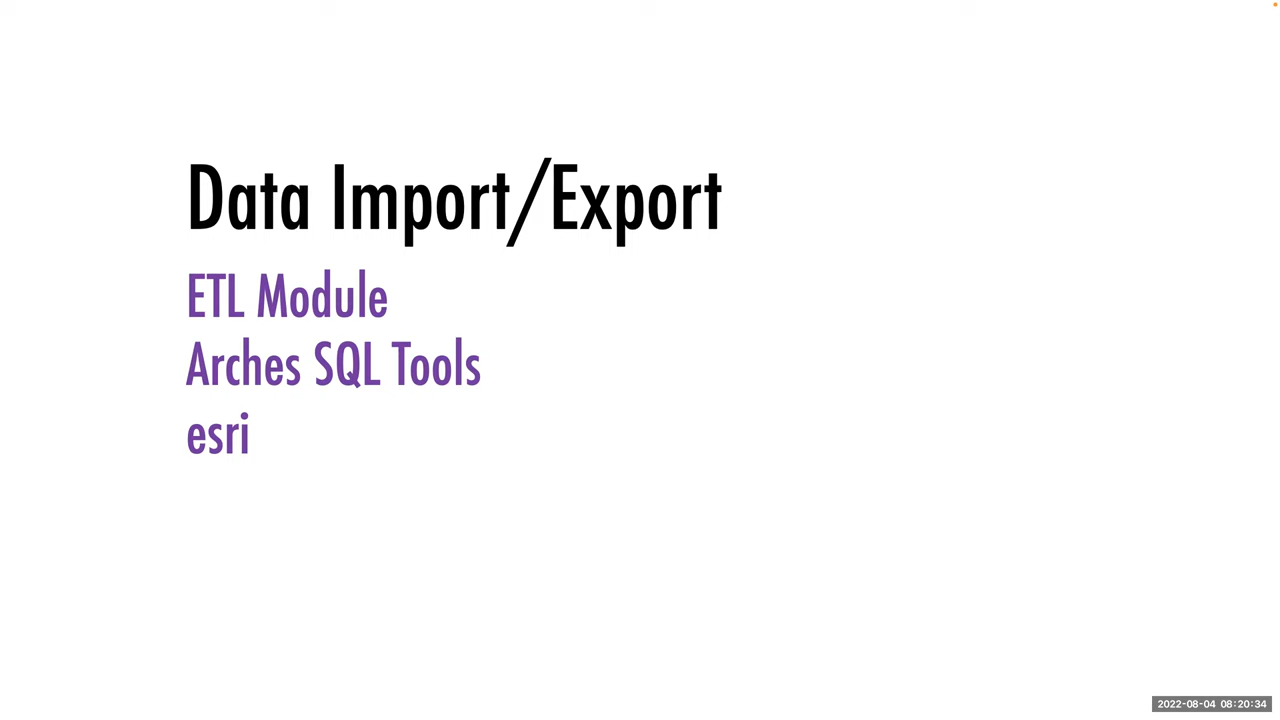 Data Import/Export
ETL Module
Arches SQL Tools
esri
2022-08-04 08:20:34